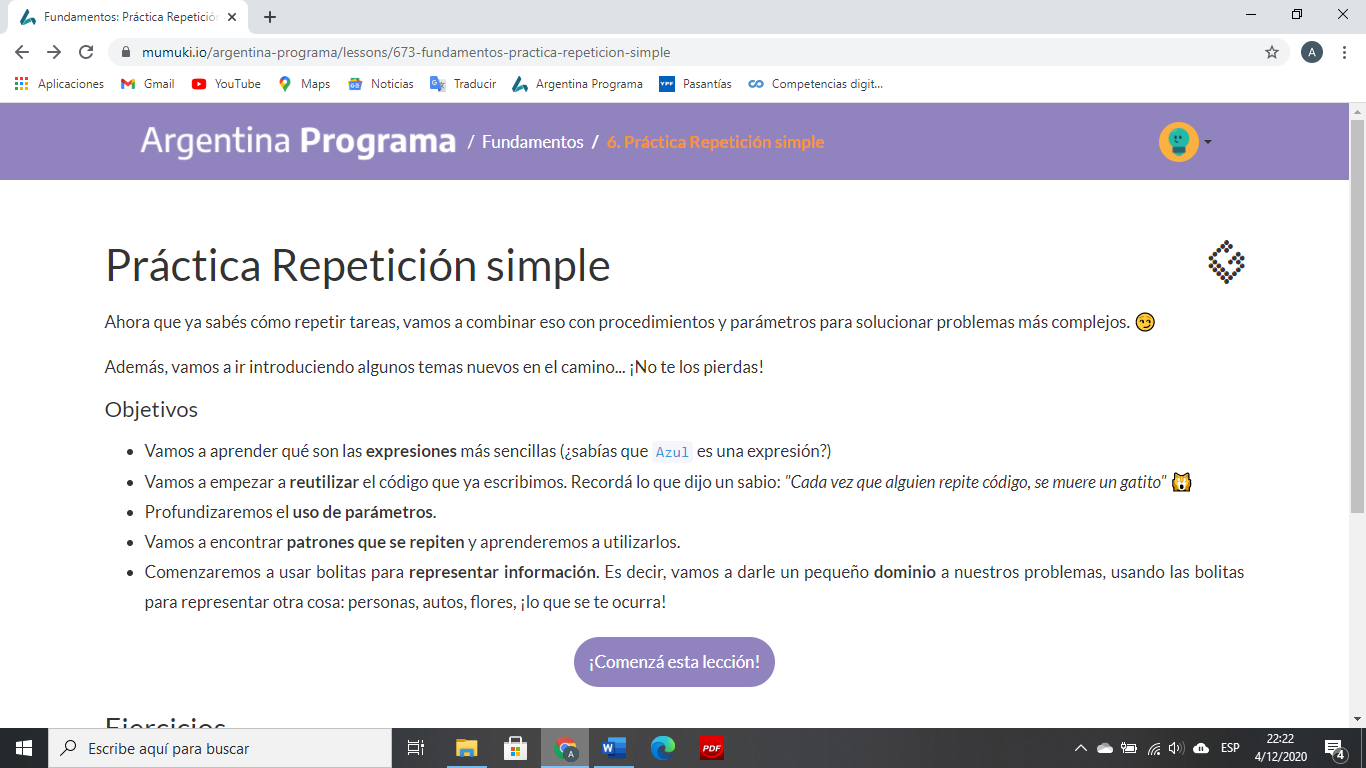 Fundamentos: Práctica Repetició
mumuki.io/argentina-programa/lessons/673-fundamentos-practica-repeticion-simple
A
Aplicaciones Gmail YouTube Maps Noticias Traducir Argentina Programa YPF Pasantías Competencias digit...
Argentina Programa / Fundamentos / 6. Práctica Repetición simple
Práctica Repetición simple
Ahora que ya sabés cómo repetir tareas, vamos a combinar eso con procedimientos y parámetros para solucionar problemas más complejos. 😏
Además, vamos a ir introduciendo algunos temas nuevos en el camino... ¡No te los pierdas!
Objetivos
• Vamos a aprender qué son las expresiones más sencillas (¿sabías que Azul es una expresión?)
• Vamos a empezar a reutilizar el código que ya escribimos. Recordá lo que dijo un sabio: "Cada vez que alguien repite código, se muere un gatito" 🙀
• Profundizaremos el uso de parámetros.
• Vamos a encontrar patrones que se repiten y aprenderemos a utilizarlos.
• Comenzaremos a usar bolitas para representar información. Es decir, vamos a darle un pequeño dominio a nuestros problemas, usando las bolitas
para representar otra cosa: personas, autos, flores, ¡lo que se te ocurra!
¡Comenzá esta lección!
Ejercicios
Escribe aquí para buscar
A
W
PDF
ESP
22:22
4/12/2020
4